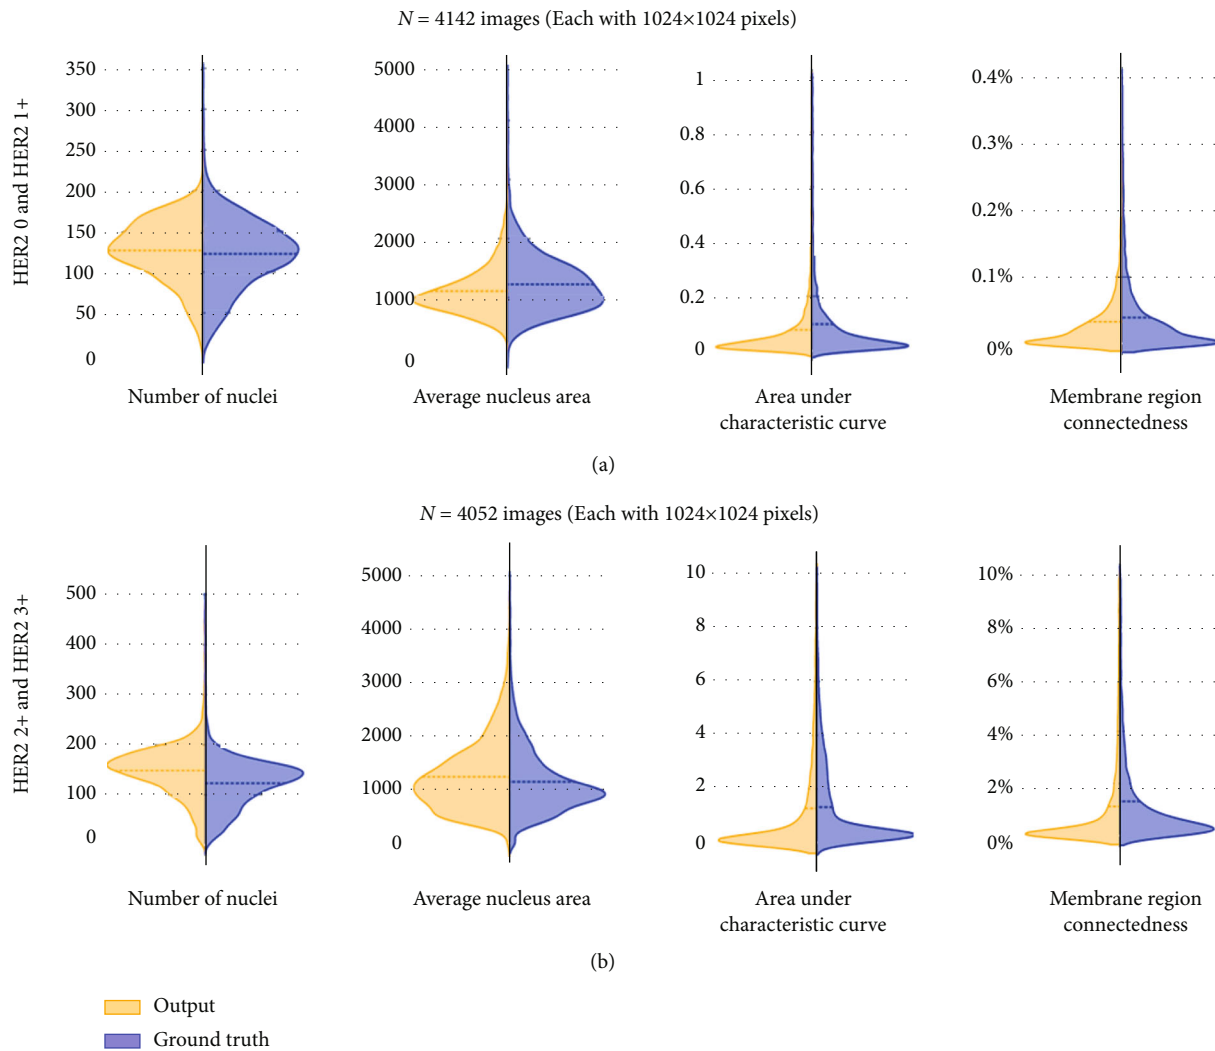 N = 4142 images (Each with 1024×1024 pixels)
HER2 0 and HER2 1+
350
300
250
200
150
100
50
0
Number of nuclei
5000
4000
3000
2000
1000
0
Average nucleus area
1
0.8
0.6
0.4
0.2
0
Area under
characteristic curve
0.4%
0.3%
0.2%
0.1%
0%
Membrane region
connectedness
(a)
N = 4052 images (Each with 1024×1024 pixels)
HER2 2+ and HER2 3+
500
400
300
200
100
0
Number of nuclei
5000
4000
3000
2000
1000
0
Average nucleus area
10
8
6
4
2
0
Area under
characteristic curve
10%
8%
6%
4%
2%
0%
Membrane region
connectedness
(b)
Output
Ground truth